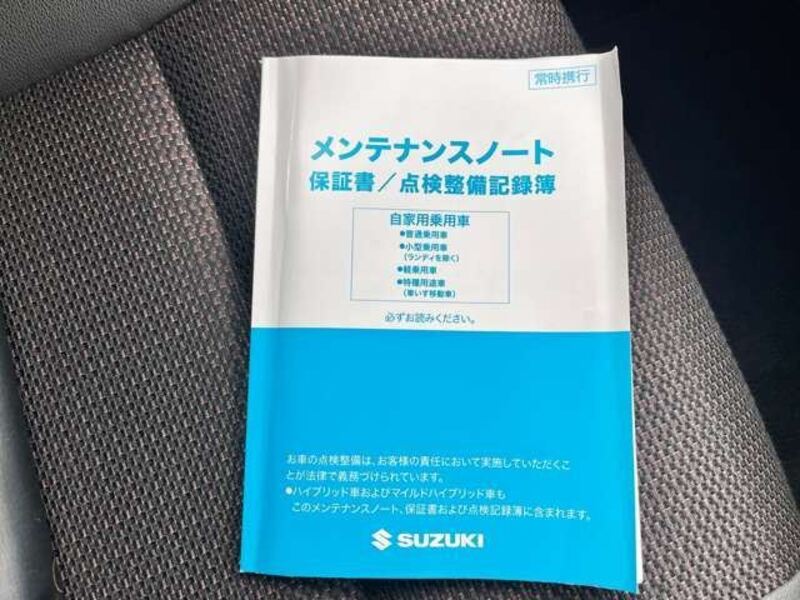 常時携行
メンテナンスノート
保証書／点検整備記録簿
自家用乗用車
●普通乗用車
●小型乗用車
(ランディを除く)
●軽乗用車
●特種用途車
(車いす移動車)
必ずお読みください。
お車の点検整備は、お客様の責任において実施していただくこ
とが法律で義務づけられています。
●ハイブリッド車およびマイルドハイブリッド車も
このメンテナンスノート、保証書および点検記録簿に含まれます。
SUZUKI